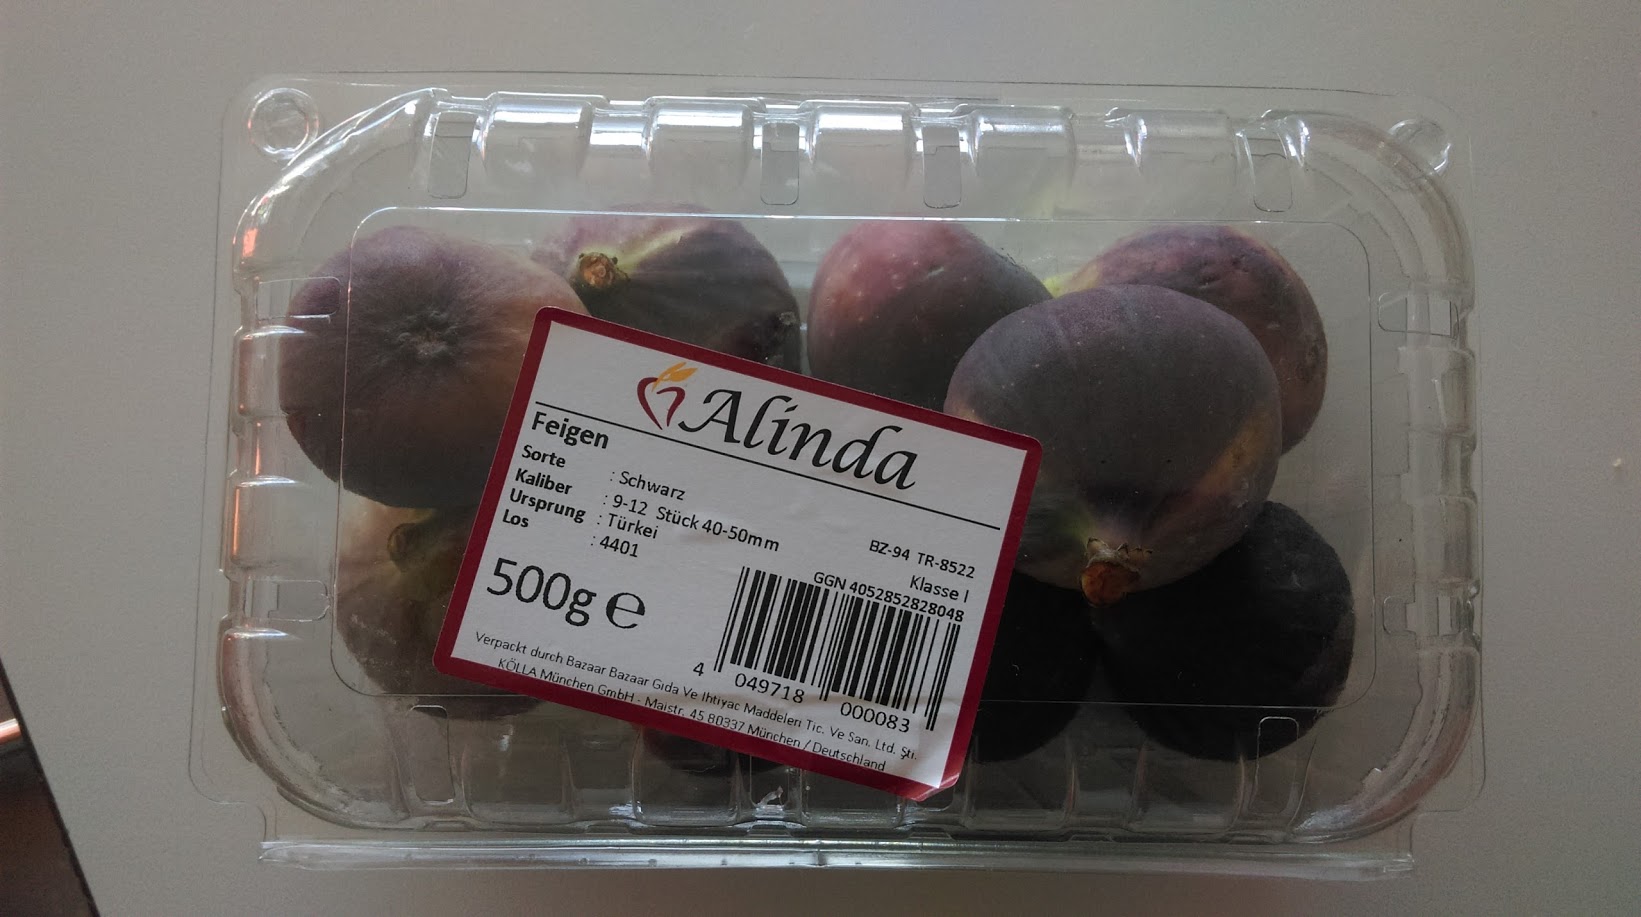 Alinda
Feigen
Sorte : Schwarz
Kaliber : 9-12 Stück 40-50mm
Ursprung : Türkei
Los : 4401
BZ-94 TR-8522
Klasse I
GGN 4052852828048
500g ℮
4 049718 000083
Verpackt durch Bazaar Bazaar Gıda Ve Ihtiyac Maddeleri Tic. Ve San. Ltd. Şti.
KÖLLA München GmbH - Maistr. 45 80337 München / Deutschland